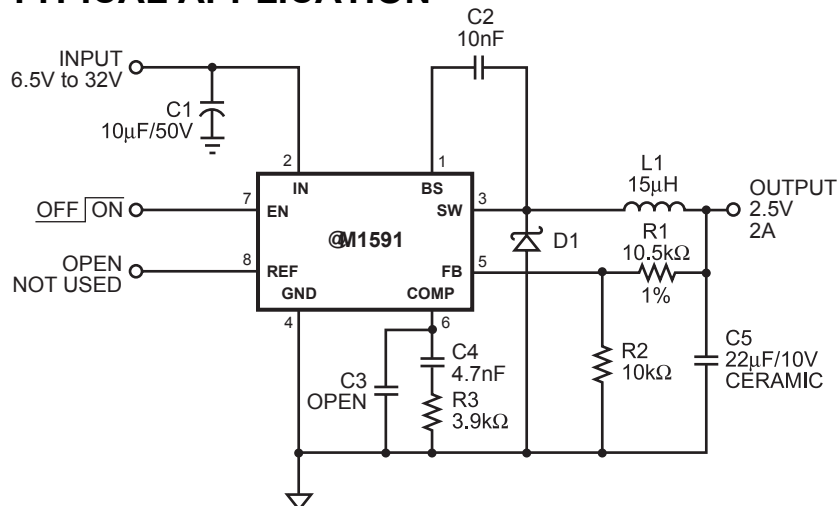 TYPICAL APPLICATION
C2
10nF
INPUT
6.5V to 32V
C1
10µF/50V
2
1
IN
BS
L1
15µH
OUTPUT
2.5V
2A
OFF ON
7
EN
SW
3
@M1591
D1
R1
10.5kΩ
1%
OPEN
NOT USED
8
REF
FB
5
GND
COMP
4
6
C3
OPEN
C4
4.7nF
R3
3.9kΩ
R2
10kΩ
C5
22µF/10V
CERAMIC